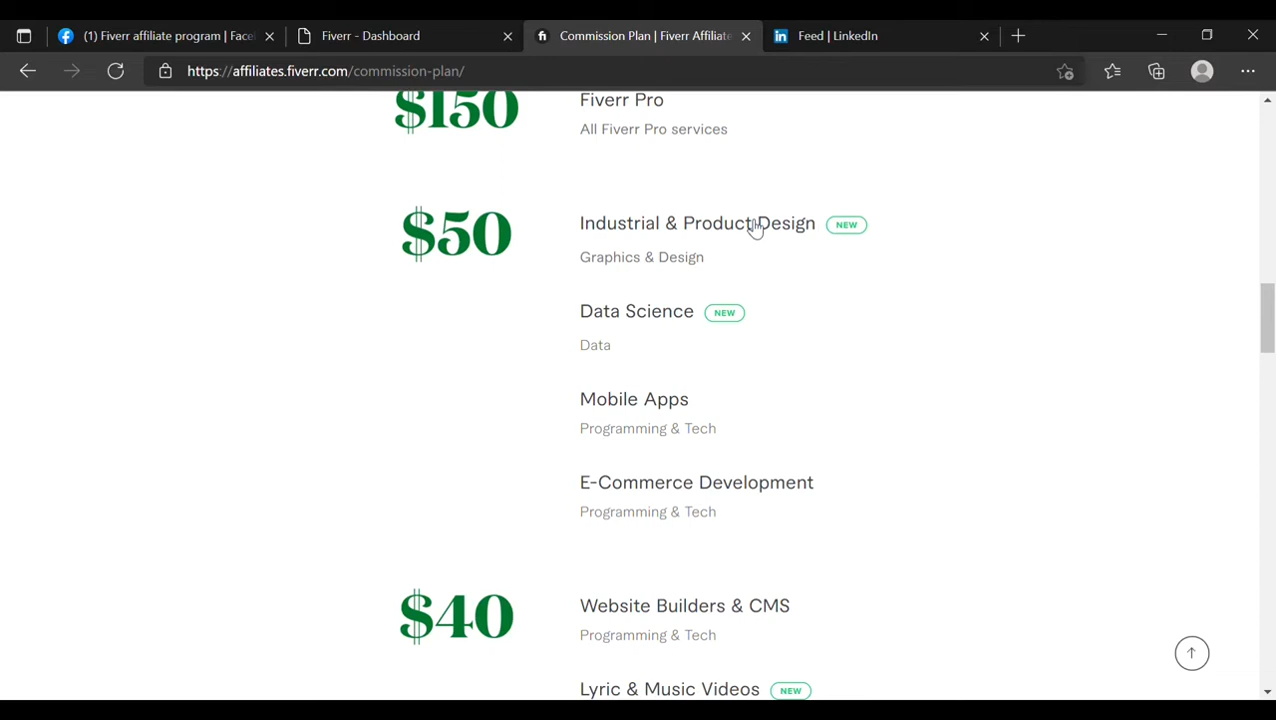 (1) Fiverr affiliate program | Face
Fiverr - Dashboard
fi
Commission Plan | Fiverr Affiliate
in
Feed | LinkedIn
https://affiliates.fiverr.com/commission-plan/
$150
Fiverr Pro
All Fiverr Pro services
$50
Industrial & Product Design NEW
Graphics & Design
Data Science NEW
Data
Mobile Apps
Programming & Tech
E-Commerce Development
Programming & Tech
$40
Website Builders & CMS
Programming & Tech
Lyric & Music Videos NEW